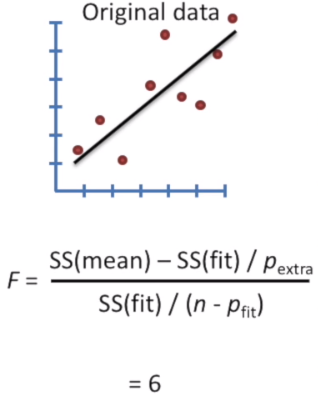 Original data
F = SS(mean) – SS(fit) / p_extra
SS(fit) / (n - p_fit)
= 6